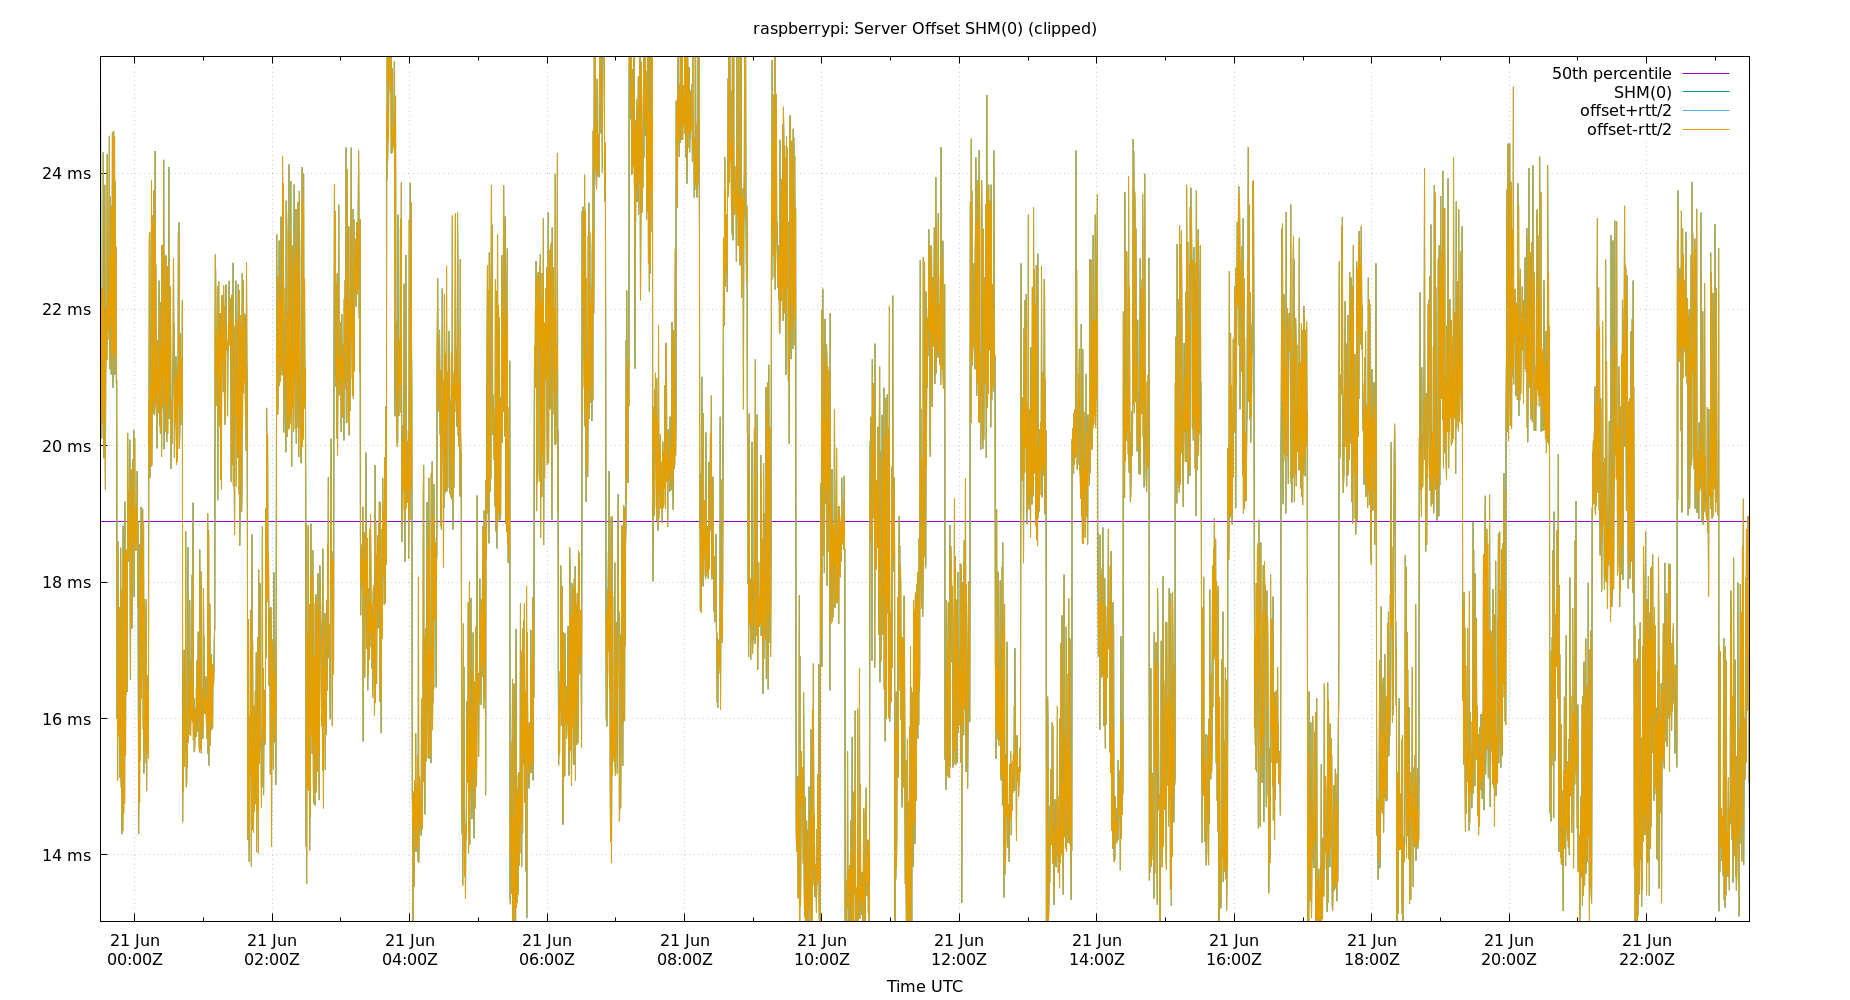 raspberrypi: Server Offset SHM(0) (clipped)
50th percentile
SHM(0)
offset+rtt/2
offset-rtt/2
24 ms
22 ms
20 ms
18 ms
16 ms
14 ms
21 Jun 21 Jun 21 Jun 21 Jun 21 Jun 21 Jun 21 Jun 21 Jun 21 Jun 21 Jun 21 Jun 21 Jun
00:00Z 02:00Z 04:00Z 06:00Z 08:00Z 10:00Z 12:00Z 14:00Z 16:00Z 18:00Z 20:00Z 22:00Z
Time UTC